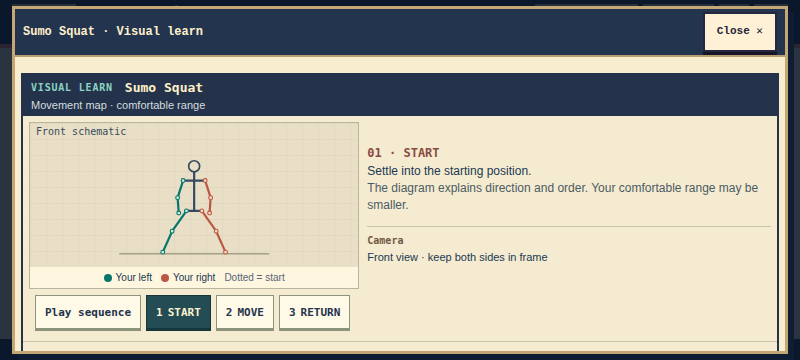 Sumo Squat · Visual learn
Close ×
VISUAL LEARN Sumo Squat
Movement map · comfortable range
Front schematic
Your left Your right Dotted = start
Play sequence 1 START 2 MOVE 3 RETURN
01 · START
Settle into the starting position.
The diagram explains direction and order. Your comfortable range may be
smaller.
Camera
Front view · keep both sides in frame